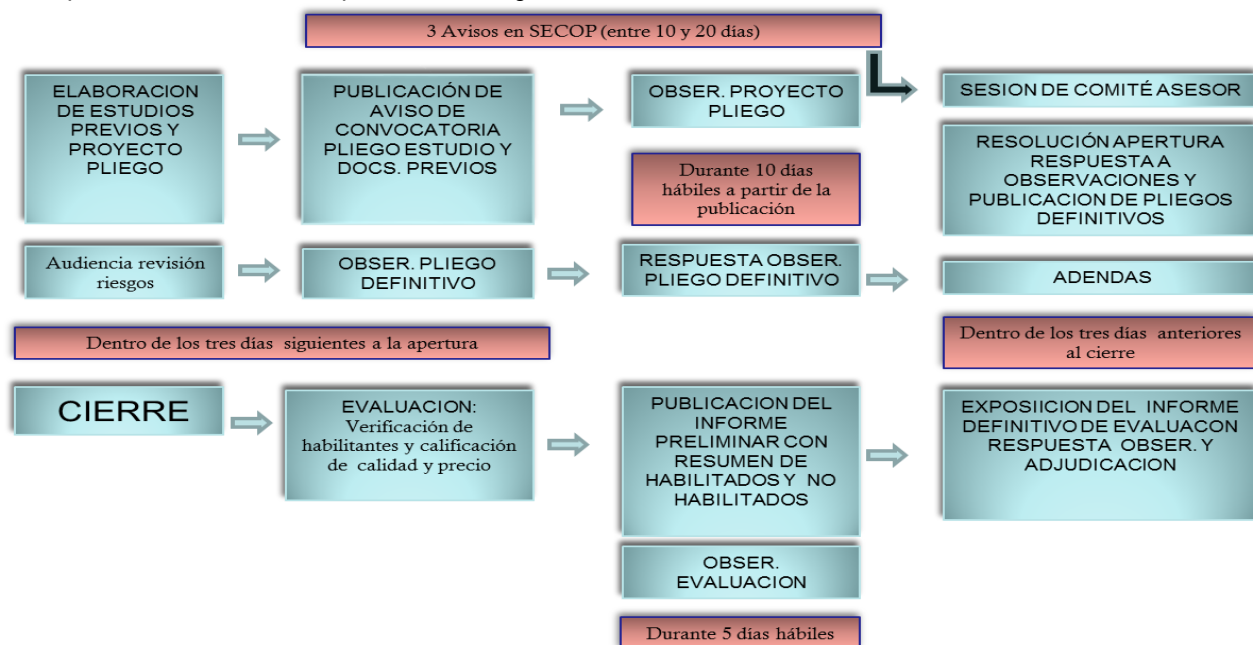 3 Avisos en SECOP (entre 10 y 20 días)
ELABORACION
DE ESTUDIOS
PREVIOS Y
PROYECTO
PLIEGO
PUBLICACIÓN DE
AVISO DE
CONVOCATORIA
PLIEGO ESTUDIO Y
DOCS. PREVIOS
OBSER. PROYECTO
PLIEGO
Durante 10 días
hábiles a partir de la
publicación
SESION DE COMITÉ ASESOR
RESOLUCIÓN APERTURA
RESPUESTA A
OBSERVACIONES Y
PUBLICACION DE PLIEGOS
DEFINITIVOS
Audiencia revisión
riesgos
OBSER. PLIEGO
DEFINITIVO
RESPUESTA OBSER.
PLIEGO DEFINITIVO
ADENDAS
Dentro de los tres días siguientes a la apertura
Dentro de los tres días anteriores
al cierre
CIERRE
EVALUACION:
Verificación de
habilitantes y calificación
de calidad y precio
PUBLICACION DEL
INFORME
PRELIMINAR CON
RESUMEN DE
HABILITADOS Y NO
HABILITADOS
EXPOSIICION DEL INFORME
DEFINITIVO DE EVALUACON
RESPUESTA OBSER. Y
ADJUDICACION
OBSER.
EVALUACION
Durante 5 días hábiles